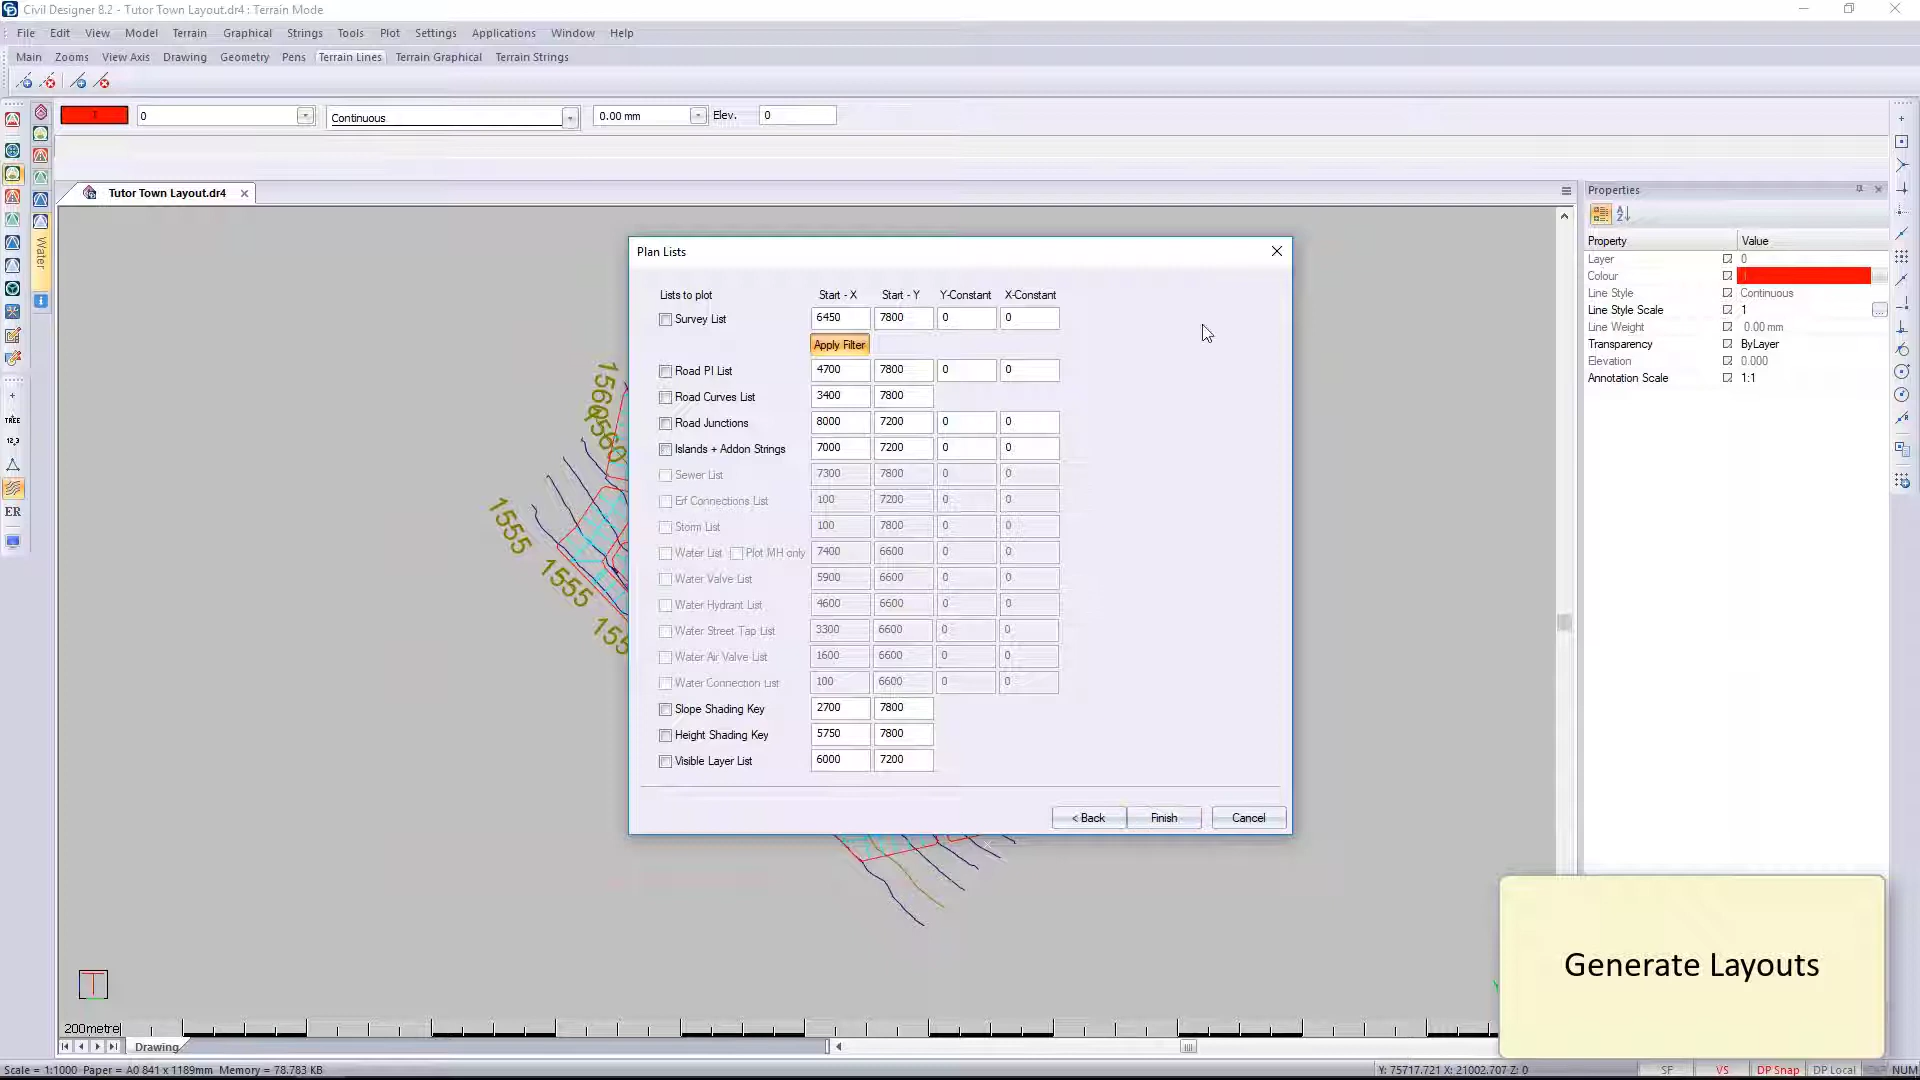 Civil Designer 8.2 - Tutor Town Layout.dr4 : Terrain Mode
File Edit View Model Terrain Graphical Strings Tools Plot Settings Applications Window Help
Main Zooms View Axis Drawing Geometry Pens Terrain Lines Terrain Graphical Terrain Strings
0 Continuous 0.00 mm Elev. 0
Tutor Town Layout.dr4
Water
TREE
ER
Plan Lists
Lists to plot Start - X Start - Y Y-Constant X-Constant
Survey List 6450 7800 0 0
Apply Filter
Road PI List 4700 7800 0 0
Road Curves List 3400 7800
Road Junctions 8000 7200 0 0
Islands + Addon Strings 7000 7200 0 0
Sewer List 7300 7800 0 0
Erf Connections List 100 7200 0 0
Storm List 100 7800 0 0
Water List Plot MH only 7400 6600 0 0
Water Valve List 5900 6600 0 0
Water Hydrant List 4600 6600 0 0
Water Street Tap List 3300 6600 0 0
Water Air Valve List 1600 6600 0 0
Water Connection List 100 6600 0 0
Slope Shading Key 2700 7800
Height Shading Key 5750 7800
Visible Layer List 6000 7200
< Back Finish Cancel
1560
1560
1555
1555
155
Properties
Property Value
Layer 0
Colour
Line Style Continuous
Line Style Scale 1
Line Weight 0.00 mm
Transparency ByLayer
Elevation 0.000
Annotation Scale 1:1
Generate Layouts
200metre
Drawing
Scale = 1:1000 Paper = A0 841 x 1189mm Memory = 78.783 KB Y: 75717.721 X: 21002.707 Z: 0 SF VS DP Snap DP Local NUM